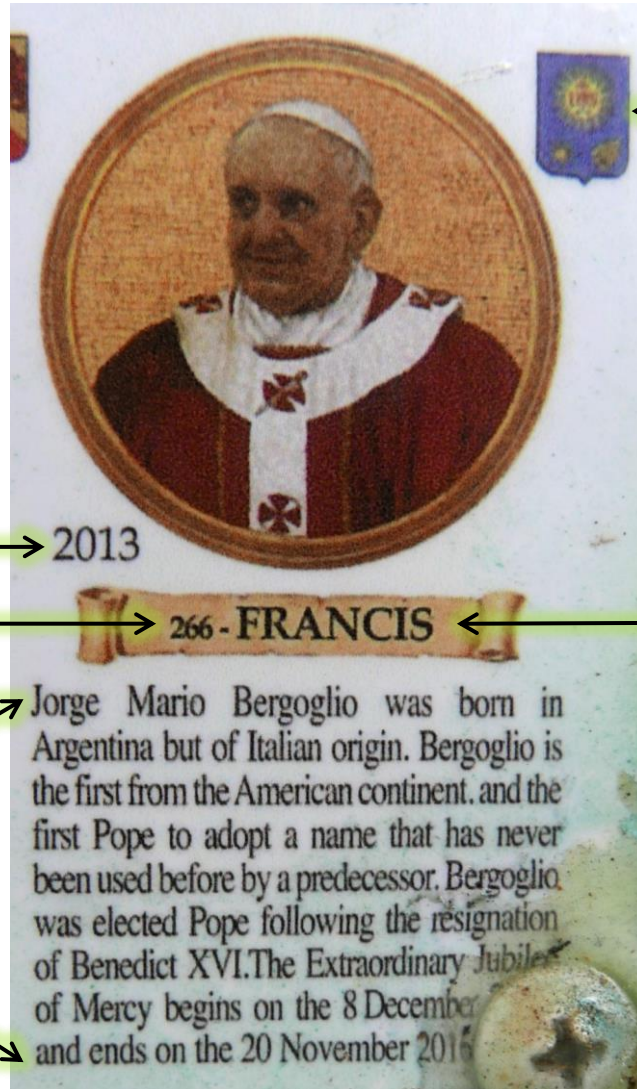 2013
266 - FRANCIS
Jorge Mario Bergoglio was born in
Argentina but of Italian origin. Bergoglio is
the first from the American continent. and the
first Pope to adopt a name that has never
been used before by a predecessor. Bergoglio
was elected Pope following the resignation
of Benedict XVI.The Extraordinary Jubilee
of Mercy begins on the 8 December
and ends on the 20 November 2016